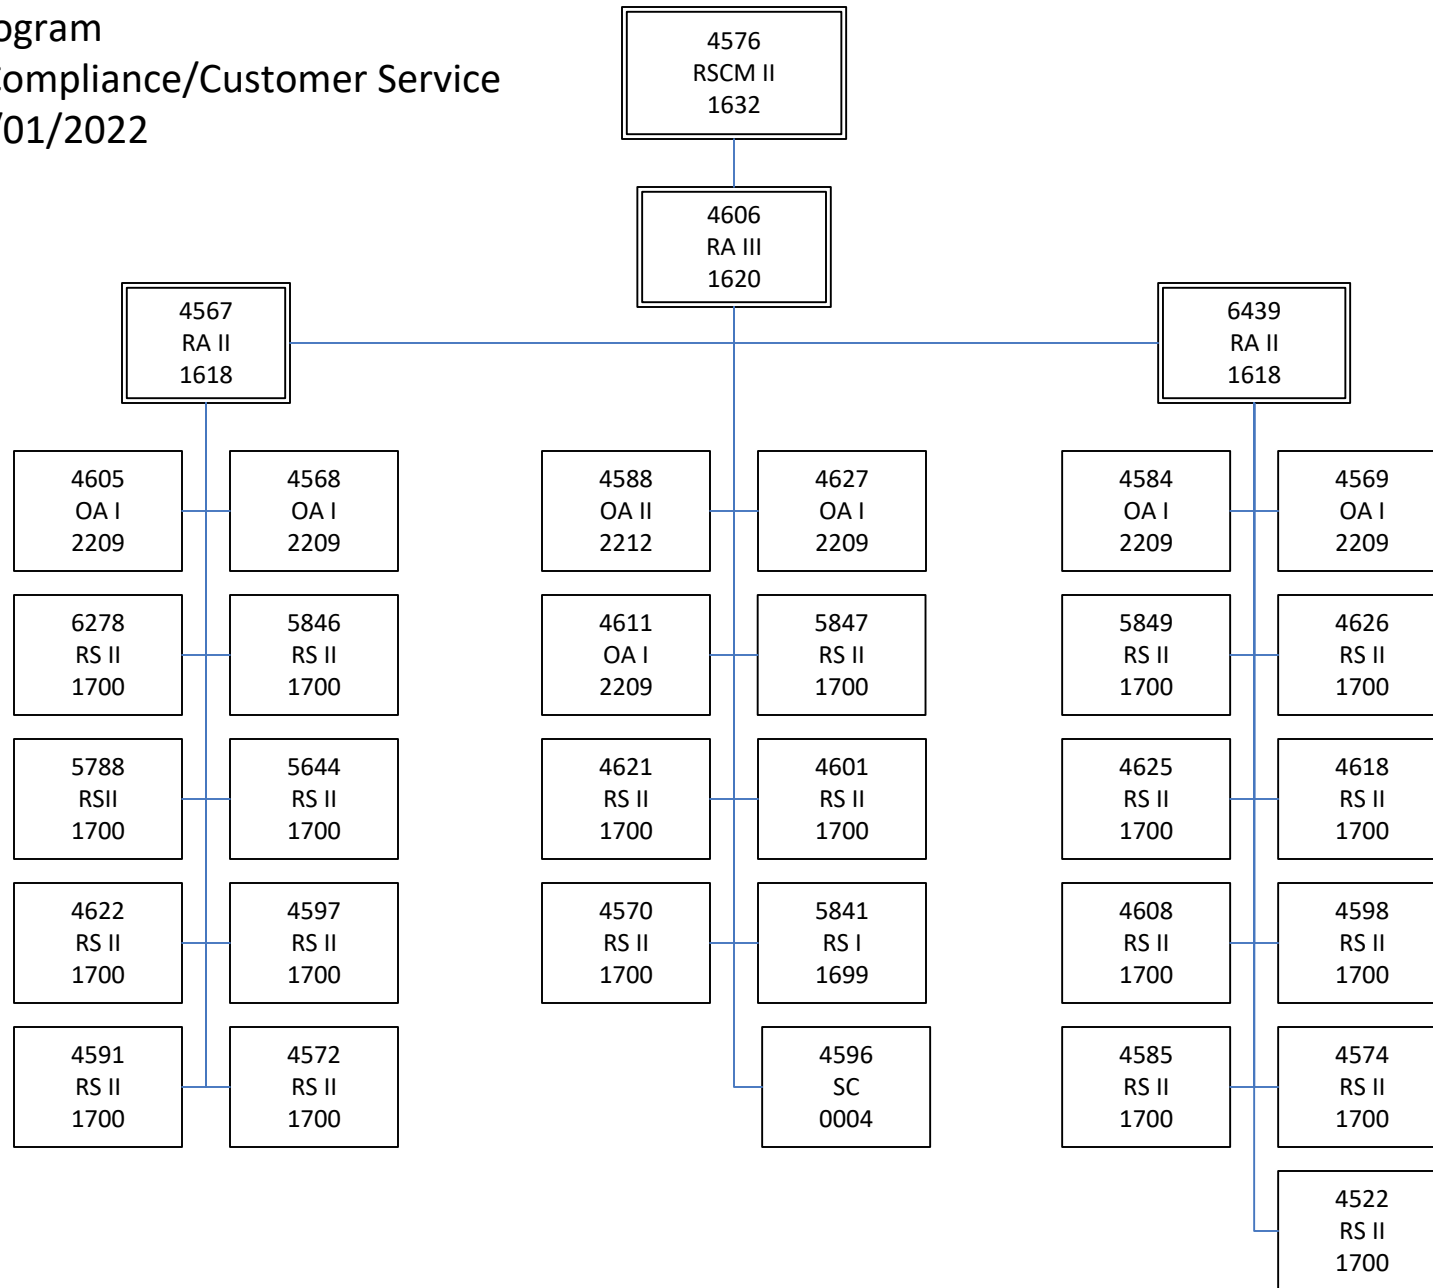 Compliance/Customer Service
01/2022
4576
RSCM II
1632
4606
RA III
1620
4567
RA II
1618
6439
RA II
1618
4605
OA I
2209
4568
OA I
2209
4588
OA II
2212
4627
OA I
2209
4584
OA I
2209
4569
OA I
2209
6278
RS II
1700
5846
RS II
1700
4611
OA I
2209
5847
RS II
1700
5849
RS II
1700
4626
RS II
1700
5788
RSII
1700
5644
RS II
1700
4621
RS II
1700
4601
RS II
1700
4625
RS II
1700
4618
RS II
1700
4622
RS II
1700
4597
RS II
1700
4570
RS II
1700
5841
RS I
1699
4608
RS II
1700
4598
RS II
1700
4591
RS II
1700
4572
RS II
1700
4596
SC
0004
4585
RS II
1700
4574
RS II
1700
4522
RS II
1700